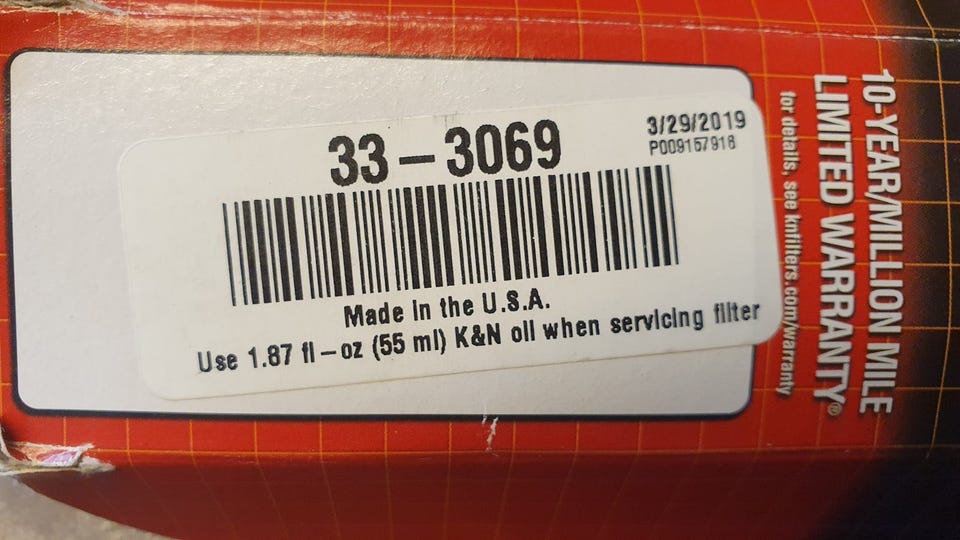 33-3069
3/29/2019
P009157918
Made in the U.S.A.
Use 1.87 fl-oz (55 ml) K&N oil when servicing filter
10-YEAR/MILLION MILE
LIMITED WARRANTY®
for details, see knfilters.com/warranty